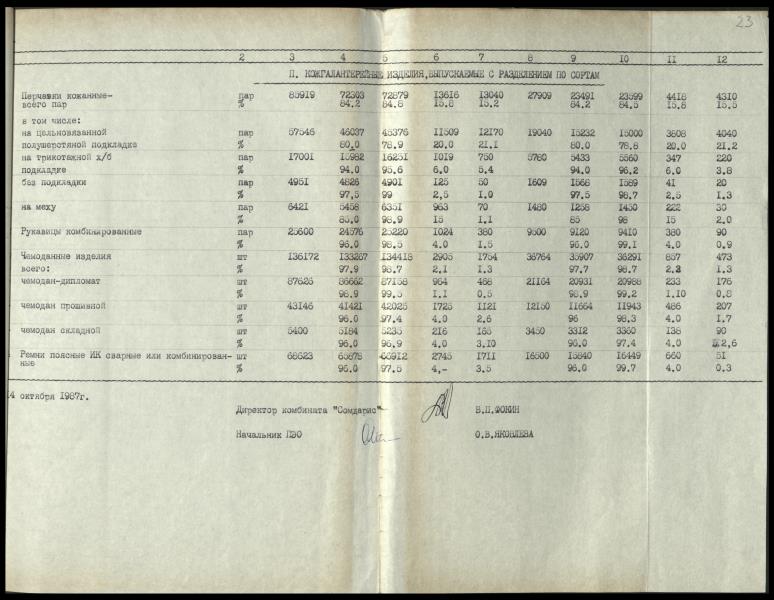 23
2 3 4 5 6 7 8 9 10 11 12
П. КОЖГАЛАНТЕРЕЙНЫЕ ИЗДЕЛИЯ, ВЫПУСКАЕМЫЕ С РАЗДЕЛЕНИЕМ ПО СОРТАМ
Перчатки кожанные- пар 85919 72303 72879 13616 13040 27909 23491 23599 4418 4310
всего пар % 84.2 84.8 15.8 15.2 84.2 84.5 15.8 15.5
в том числе:
на цельновязанной пар 57546 46037 45376 11509 12170 19040 15232 15000 3808 4040
полушерстяной подкладке % 80.0 78.9 20.0 21.1 80.0 78.8 20.0 21.2
на трикотажной х/б пар 17001 15982 16251 1019 750 5780 5433 5560 347 220
подкладке % 94.0 95.6 6.0 5.4 94.0 96.2 6.0 3.8
без подкладки пар 4951 4826 4901 125 50 1609 1568 1589 41 20
% 97,5 99 2,5 1.0 97.5 98.7 2,5 1.3
на меху пар 6421 5458 6351 963 70 1480 1258 1450 222 30
% 85.0 98.9 15 1.1 85 98 15 2.0
Рукавицы комбинированные пар 25600 24576 25220 1024 380 9500 9120 9410 380 90
% 96.0 98.5 4.0 1.5 96.0 99.1 4.0 0.9
Чемоданные изделия шт 136172 133267 134418 2905 1754 36764 35907 36291 857 473
всего: % 97.9 98.7 2.1 1.3 97.7 98.7 2.3 1.3
чемодан-дипломат шт 87626 86662 87158 964 468 21164 20931 20988 233 176
% 98.9 99.5 1.1 0.5 98.9 99.2 1.10 0.8
чемодан прошивной шт 43146 41421 42025 1725 1121 12150 11664 11943 486 207
% 96.0 97.4 4.0 2.6 96 98.3 4.0 1.7
чемодан складной шт 5400 5184 5235 216 165 3450 3312 3360 138 90
% 96.0 96.9 4.0 3.10 96.0 97.4 4.0 2,6
Ремни поясные ИК сварные или комбинирован- шт 68623 65878 66912 2745 1711 16500 15840 16449 660 51
ные % 96.0 97.5 4,- 3.5 96.0 99.7 4.0 0.3
4 октября 1987г.
Директор комбината "Сомдарис" В.П.ФОКИН
Начальник ПЭО О.В.ЯКОВЛЕВА